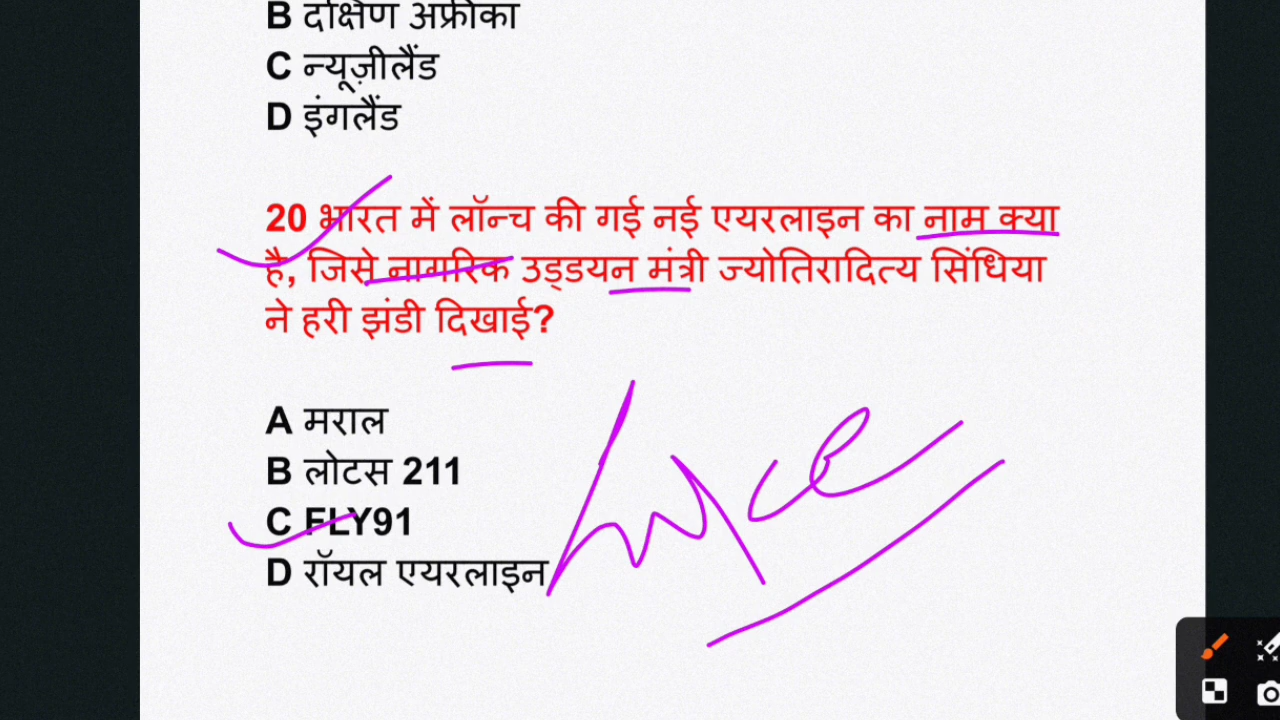 B दक्षिण अफ्रीका
C न्यूज़ीलैंड
D इंगलैंड
20 भारत में लॉन्च की गई नई एयरलाइन का नाम क्या
है, जिसे नागरिक उड्डयन मंत्री ज्योतिरादित्य सिंधिया
ने हरी झंडी दिखाई?
A मराल
B लोटस 211
C FLY91
D रॉयल एयरलाइन